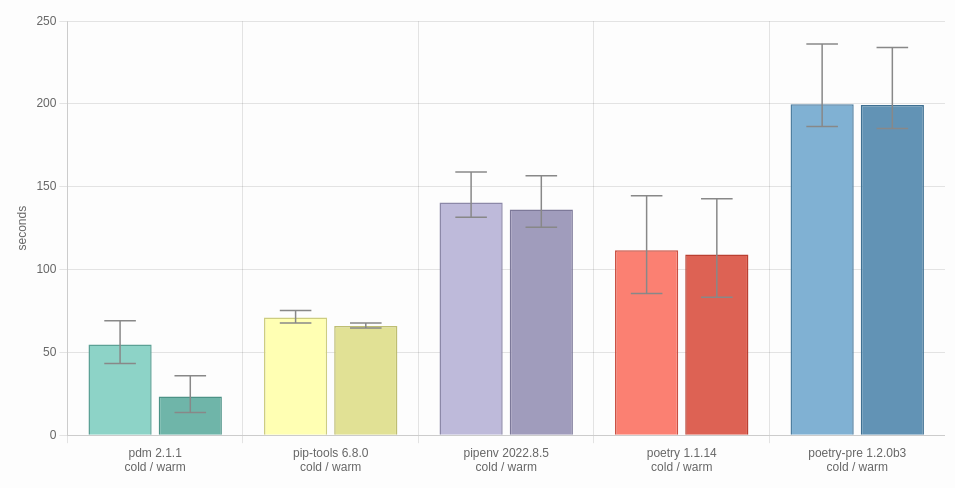 250
200
150
100
50
0
seconds
pdm 2.1.1
cold / warm
pip-tools 6.8.0
cold / warm
pipenv 2022.8.5
cold / warm
poetry 1.1.14
cold / warm
poetry-pre 1.2.0b3
cold / warm